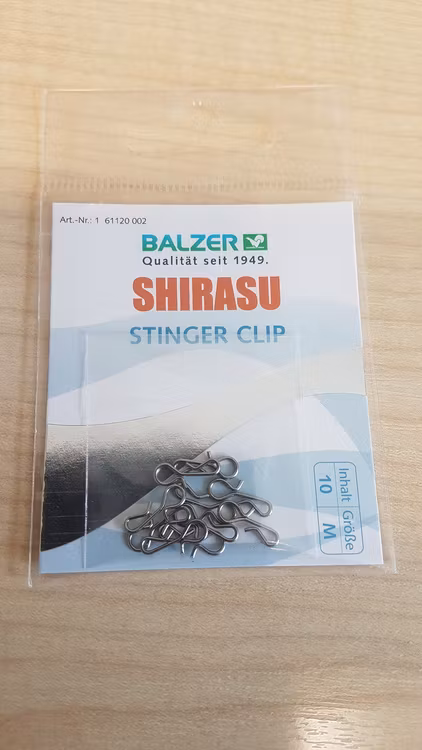 Art.-Nr.: 1 61120 002
BALZER
Qualität seit 1949.
SHIRASU
STINGER CLIP
Inhalt Größe
10 M